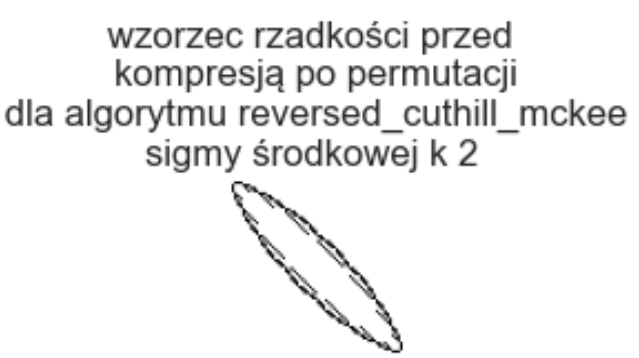 wzorzec rzadkości przed
kompresją po permutacji
dla algorytmu reversed_cuthill_mckee
sigmy środkowej k 2